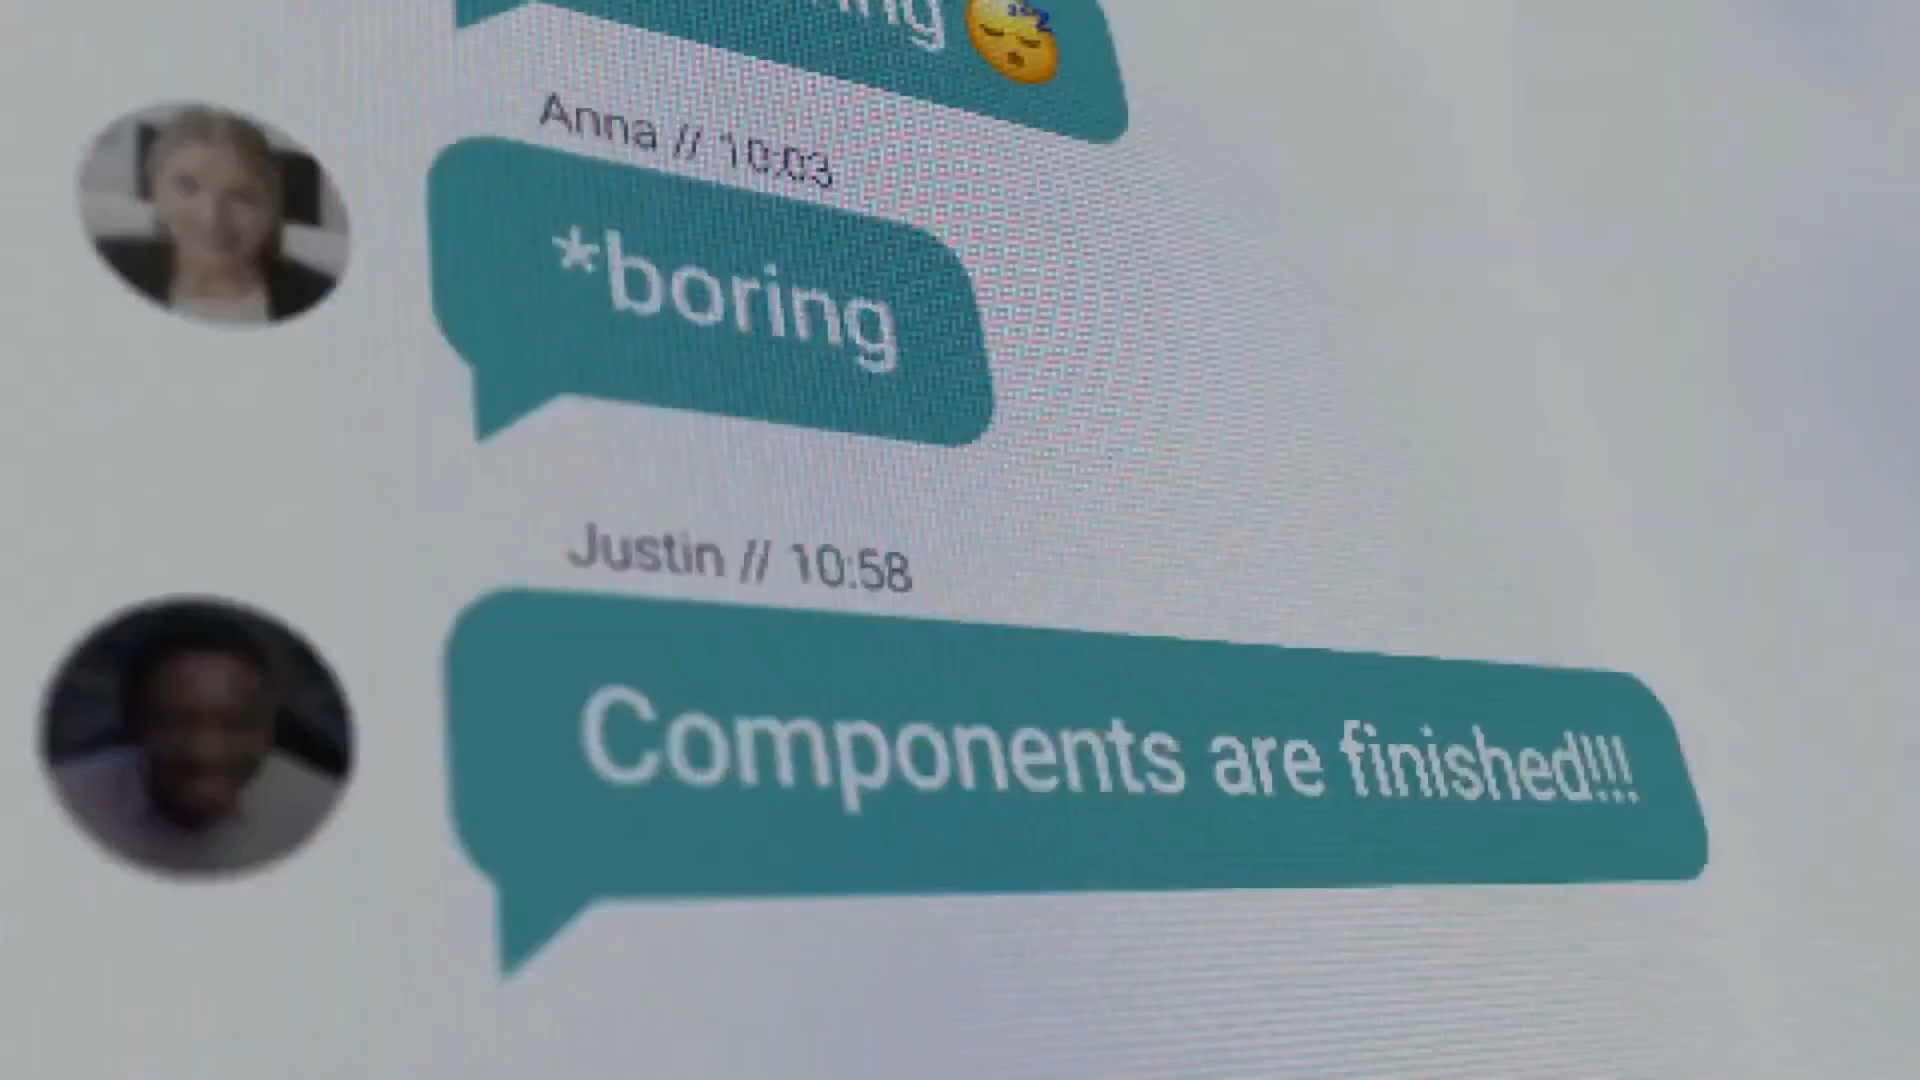 Anna // 10:03
*boring
Justin // 10:58
Components are finished!!!